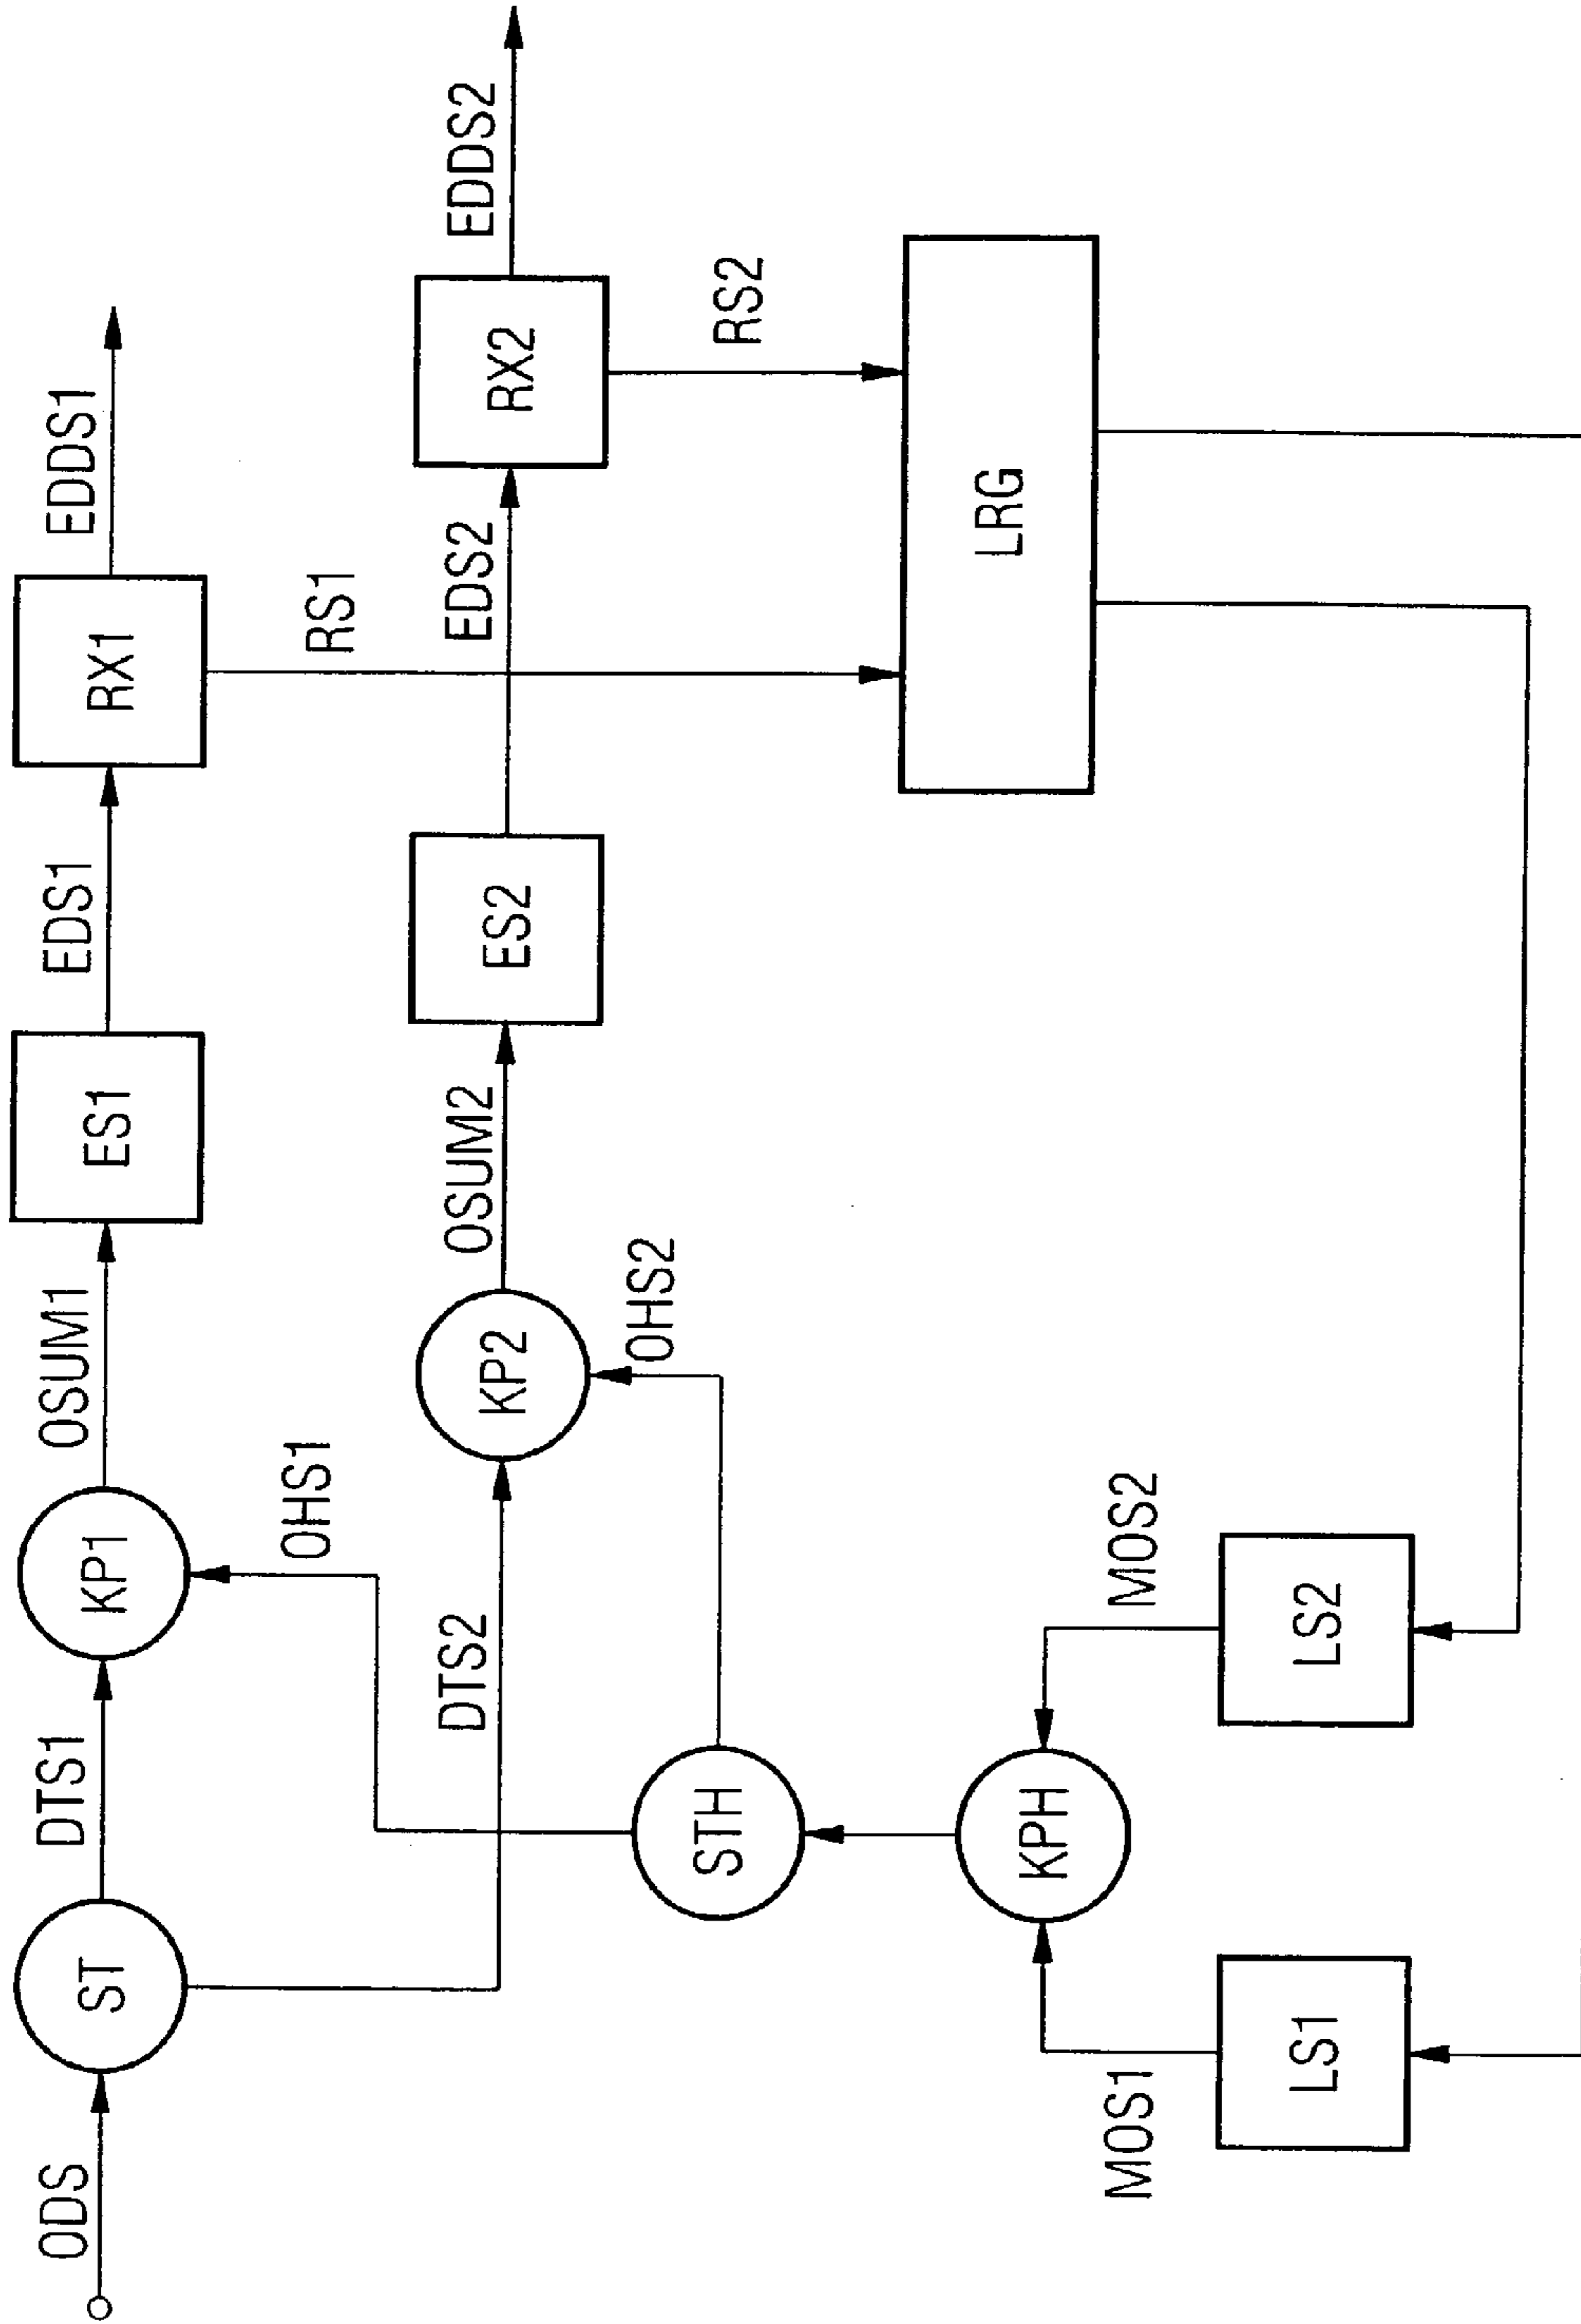 ODS
ST
DTS1
KP1
OSUM1
ES1
EDS1
RX1
EDDS1
OHS1
RS1
DTS2
KP2
OSUM2
ES2
EDS2
RX2
EDDS2
OHS2
RS2
STH
LRG
KPH
MOS1
MOS2
LS1
LS2